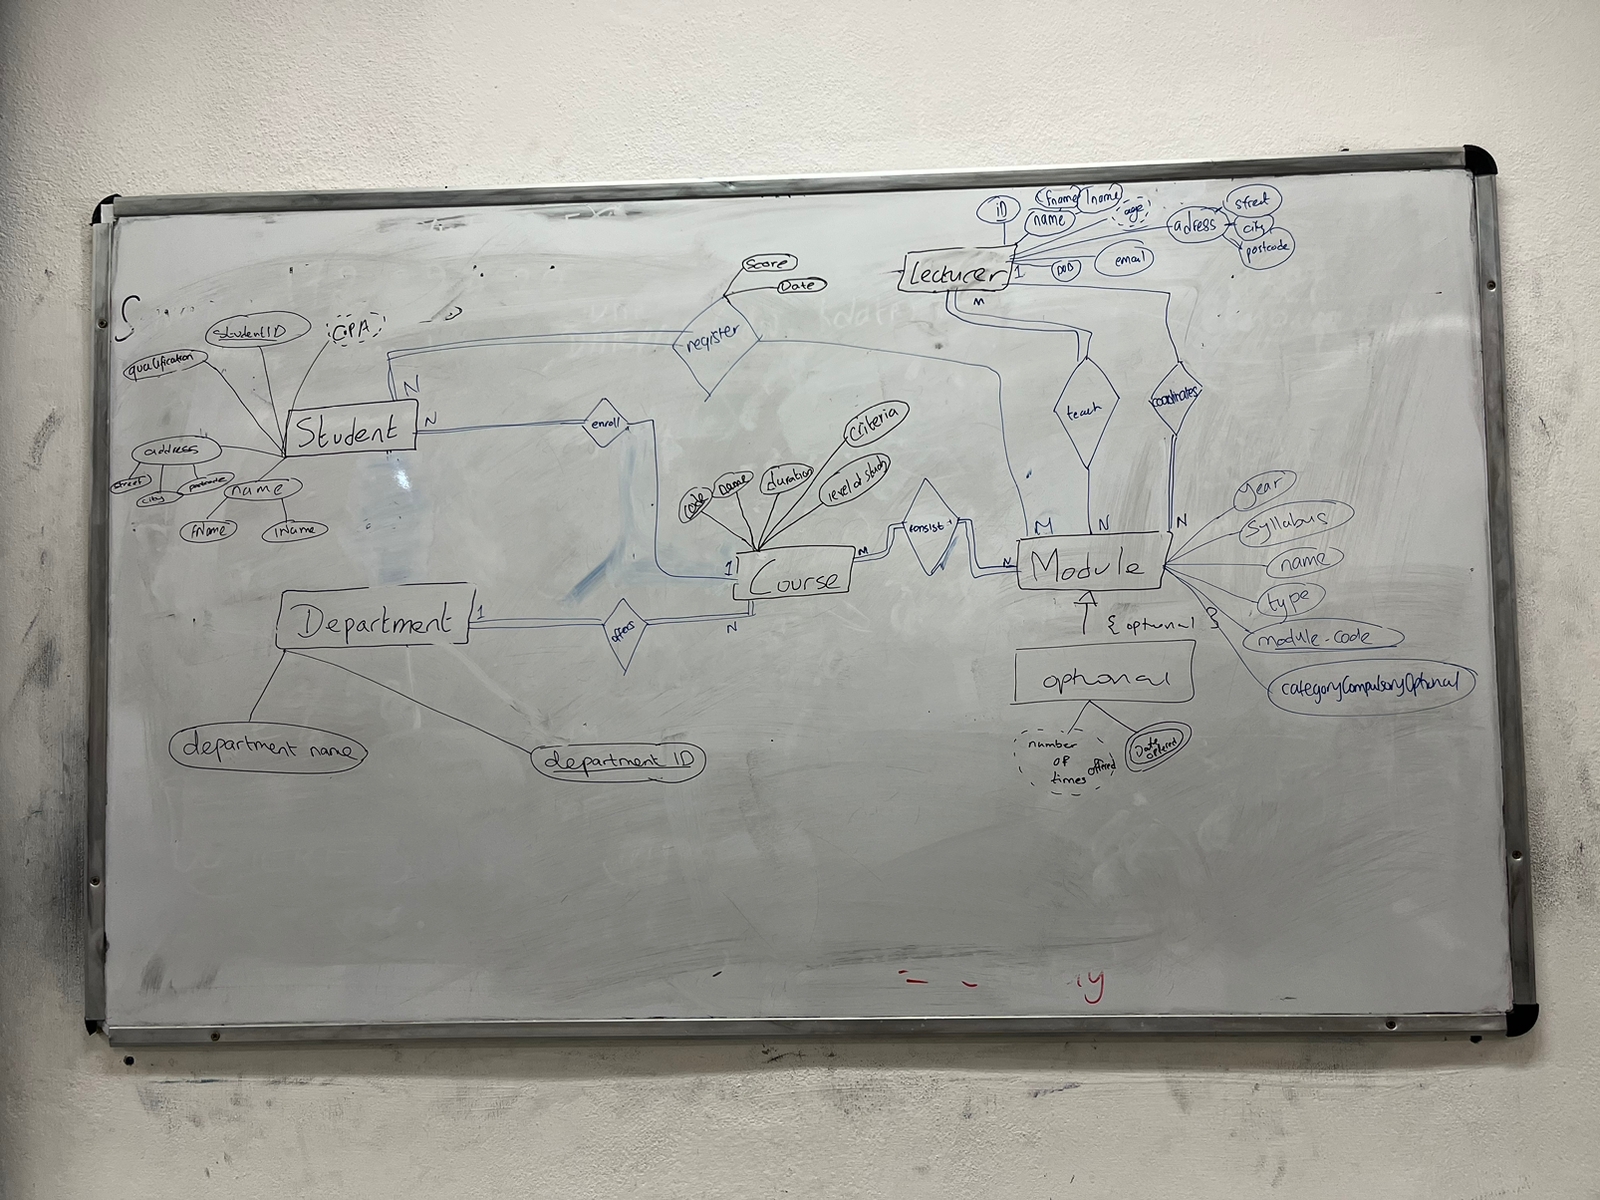 iD
fname
lname
name
age
adress
street
city
postcode
Lecturer
1
DOB
email
M
Score
Date
register
studentID
GPA
qualification
N
Student
N
enroll
address
street
city
postcode
name
fName
lName
teach
coordinates
criteria
code
name
duration
level of study
consist
M
N
M
N
N
1
Course
Module
year
Syllabus
name
type
module-code
categoryCompulsoryOptional
{optional}
optional
number
of
times offered
Date
offered
Department
1
offers
N
department name
department ID
y